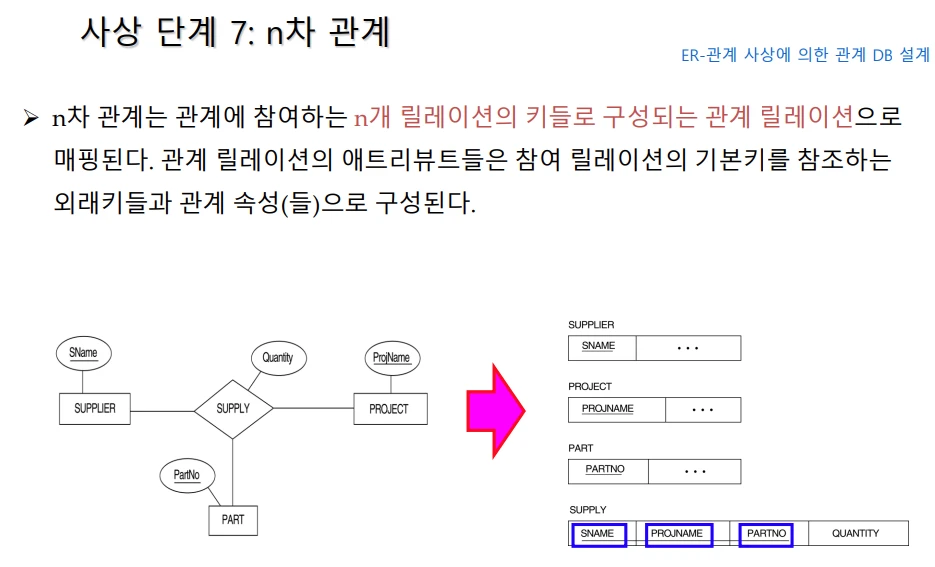 사상 단계 7: n차 관계
ER-관계 사상에 의한 관계 DB 설계
➢ n차 관계는 관계에 참여하는 n개 릴레이션의 키들로 구성되는 관계 릴레이션으로
매핑된다. 관계 릴레이션의 애트리뷰트들은 참여 릴레이션의 기본키를 참조하는
외래키들과 관계 속성(들)으로 구성된다.
SName
Quantity
ProjName
SUPPLIER
SUPPLY
PROJECT
PartNo
PART
SUPPLIER
SNAME • • •
PROJECT
PROJNAME • • •
PART
PARTNO • • •
SUPPLY
SNAME PROJNAME PARTNO QUANTITY